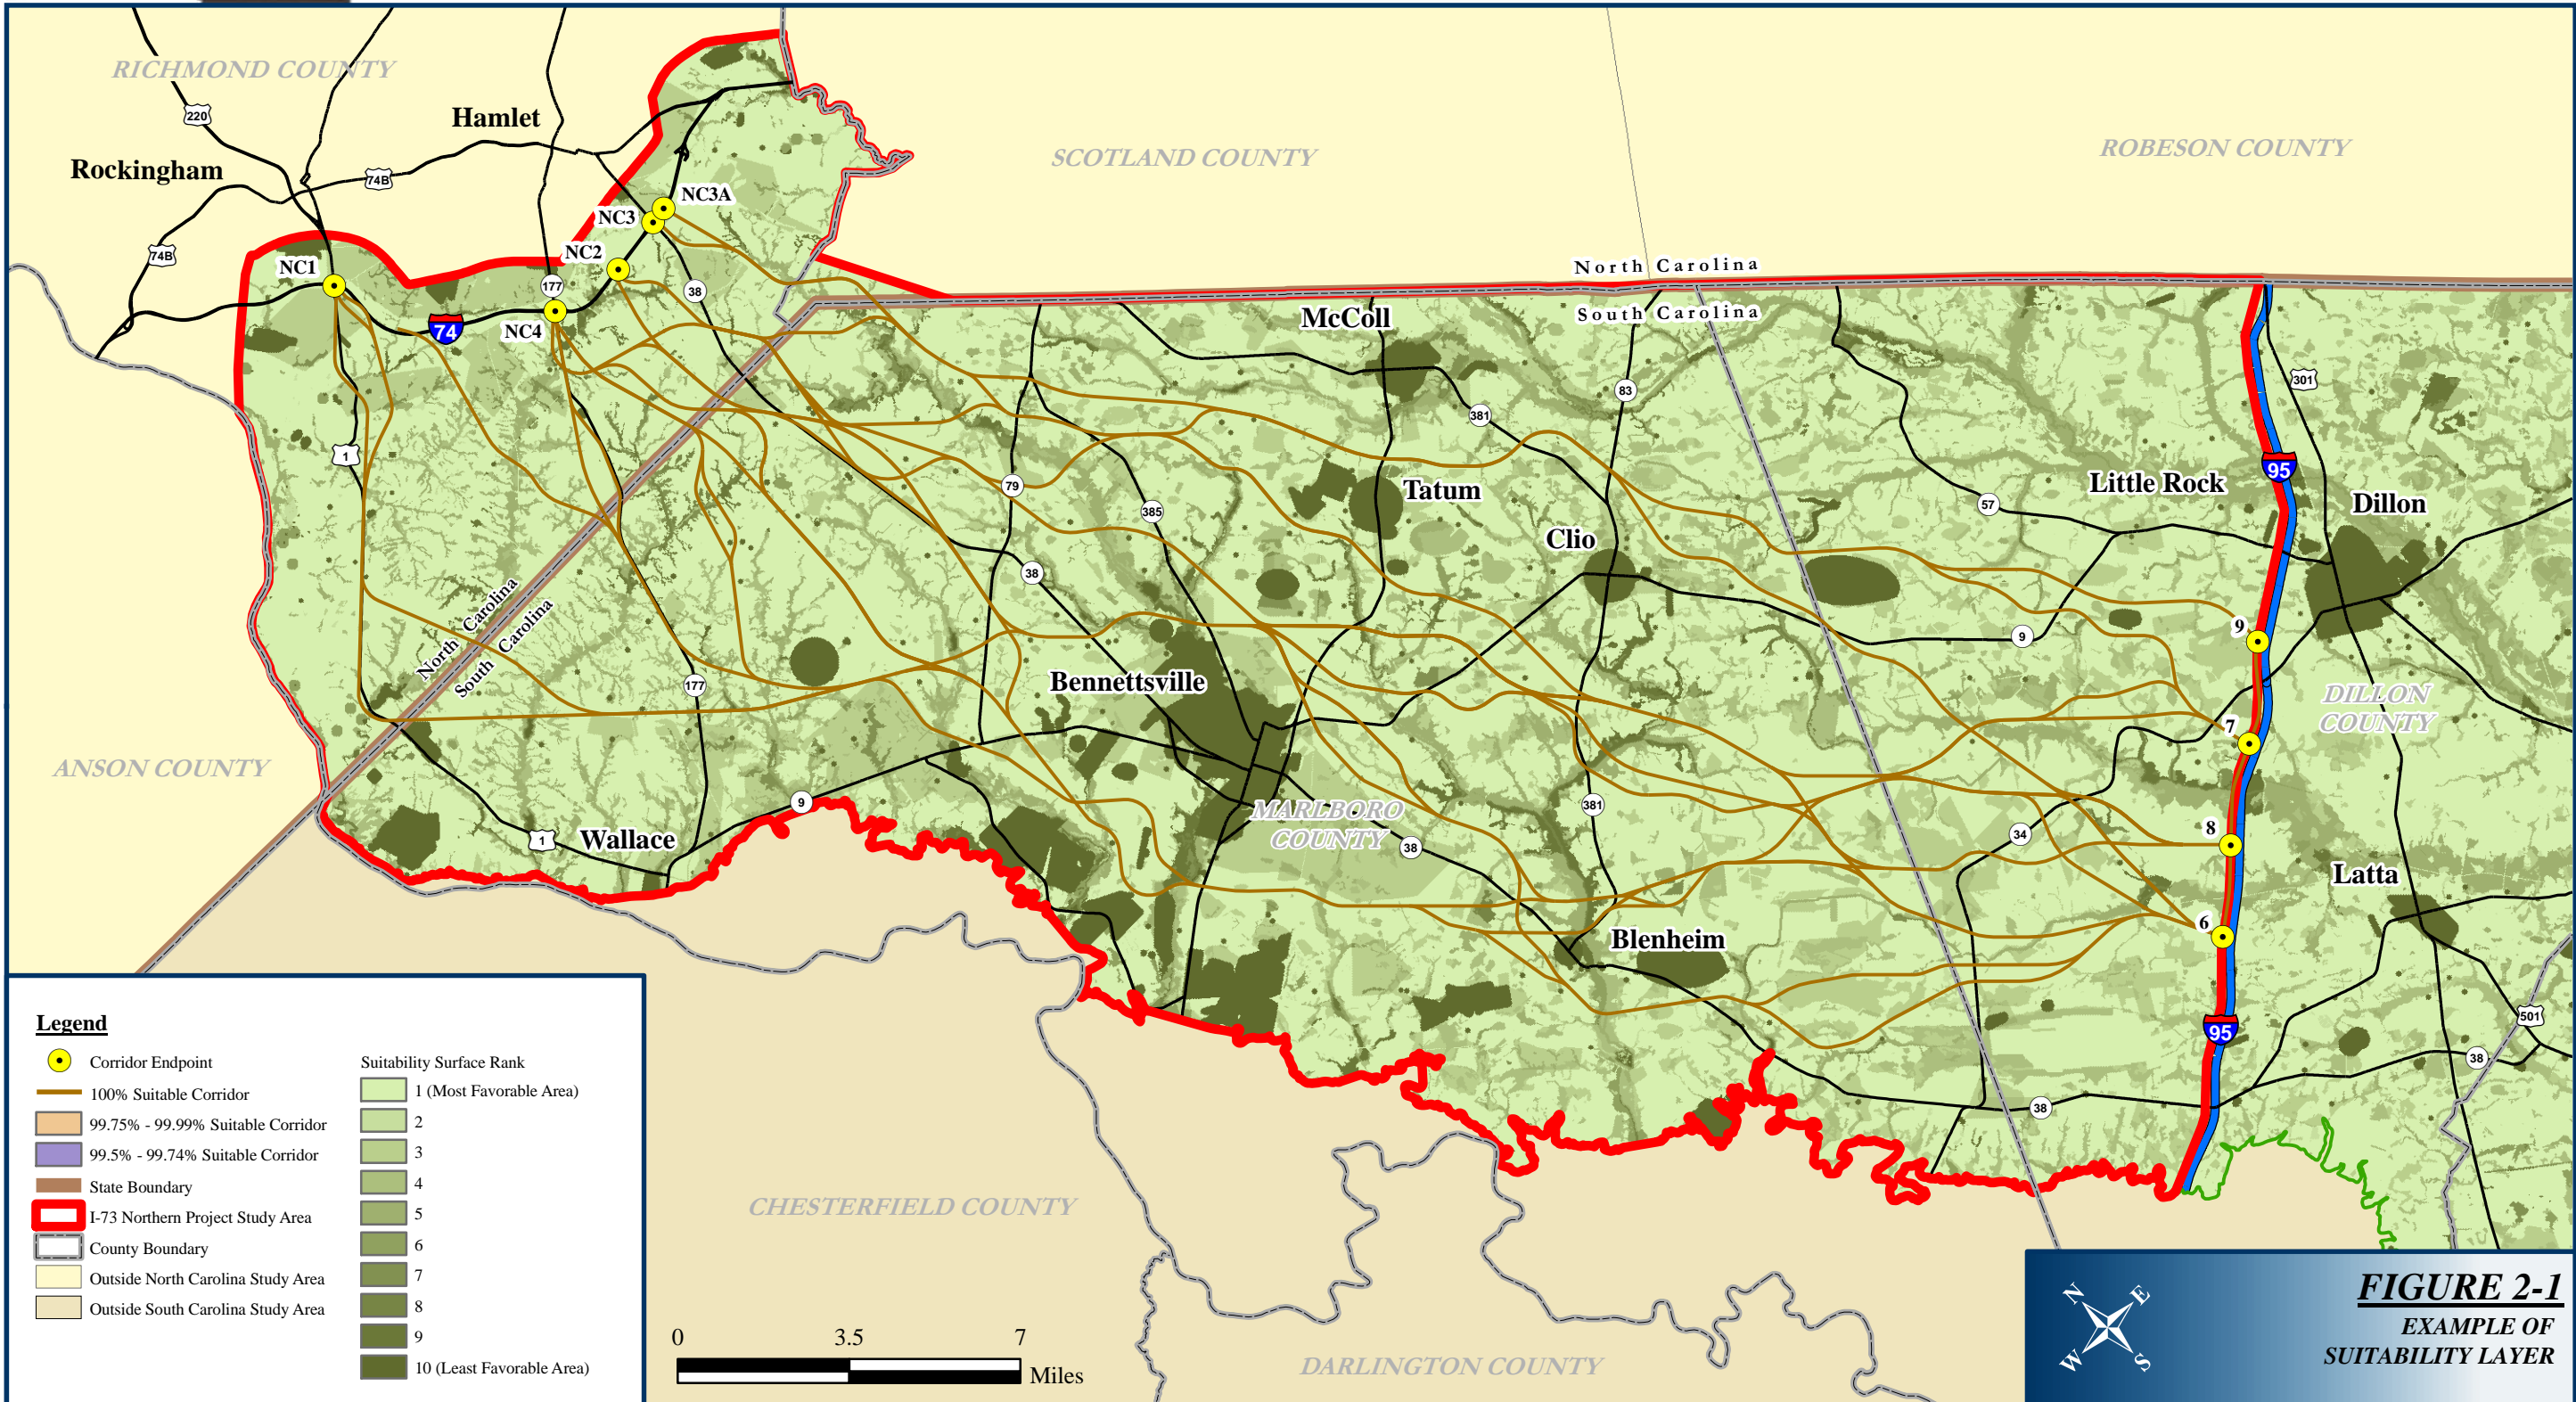 RICHMOND COUNTY
220
Hamlet
Rockingham
74B
74B
SCOTLAND COUNTY
ROBESON COUNTY
NC3A
NC3
NC2
NC1
177
38
NC4
74
North Carolina
South Carolina
McColl
301
83
381
1
95
79
Tatum
Little Rock
Dillon
385
57
Clio
38
North Carolina
South Carolina
9
9
177
Bennettsville
DILLON
COUNTY
7
ANSON COUNTY
9
MARLBORO
COUNTY
381
8
34
1
Wallace
38
Latta
6
Blenheim
501
95
38
38
CHESTERFIELD COUNTY
DARLINGTON COUNTY
Legend
Corridor Endpoint
100% Suitable Corridor
99.75% - 99.99% Suitable Corridor
99.5% - 99.74% Suitable Corridor
State Boundary
I-73 Northern Project Study Area
County Boundary
Outside North Carolina Study Area
Outside South Carolina Study Area
Suitability Surface Rank
1 (Most Favorable Area)
2
3
4
5
6
7
8
9
10 (Least Favorable Area)
0 3.5 7
Miles
N E
W S
FIGURE 2-1
EXAMPLE OF
SUITABILITY LAYER